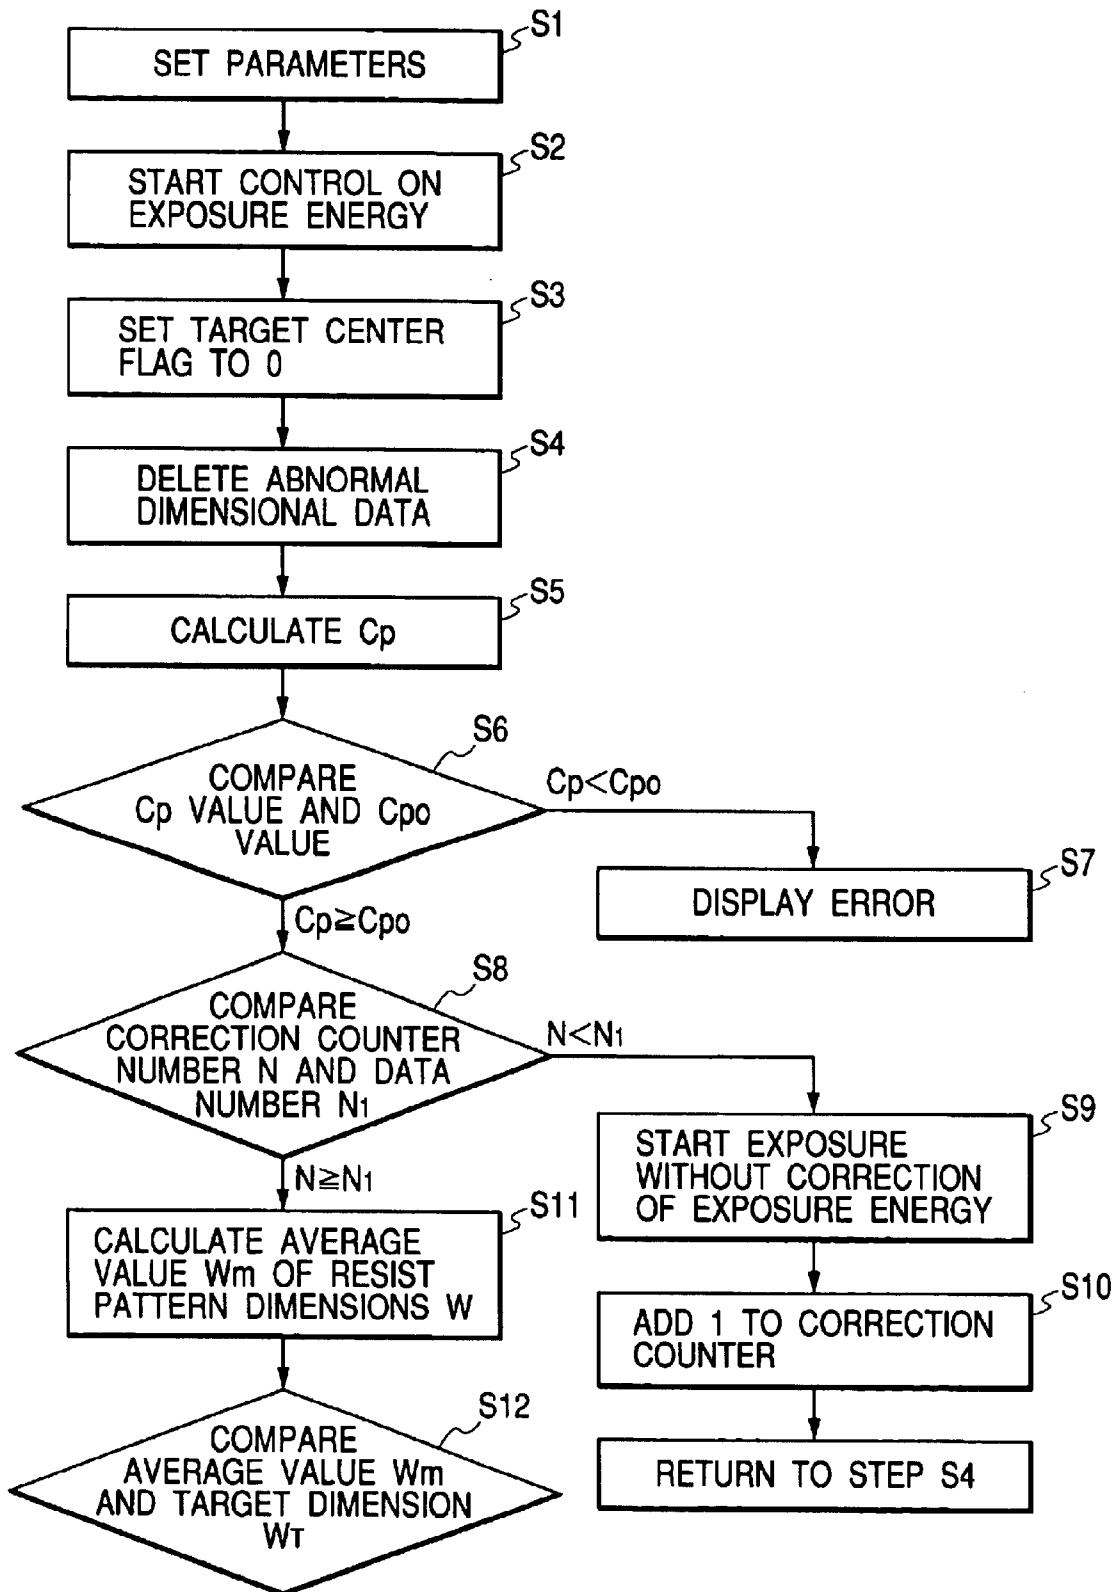 S1
SET PARAMETERS
S2
START CONTROL ON
EXPOSURE ENERGY
S3
SET TARGET CENTER
FLAG TO 0
S4
DELETE ABNORMAL
DIMENSIONAL DATA
S5
CALCULATE Cp
S6
COMPARE
Cp VALUE AND Cpo
VALUE
Cp<Cpo
S7
DISPLAY ERROR
Cp≧Cpo
S8
COMPARE
CORRECTION COUNTER
NUMBER N AND DATA
NUMBER N1
N<N1
S9
START EXPOSURE
WITHOUT CORRECTION
OF EXPOSURE ENERGY
S10
ADD 1 TO CORRECTION
COUNTER
RETURN TO STEP S4
N≧N1
S11
CALCULATE AVERAGE
VALUE Wm OF RESIST
PATTERN DIMENSIONS W
S12
COMPARE
AVERAGE VALUE Wm
AND TARGET DIMENSION
WT